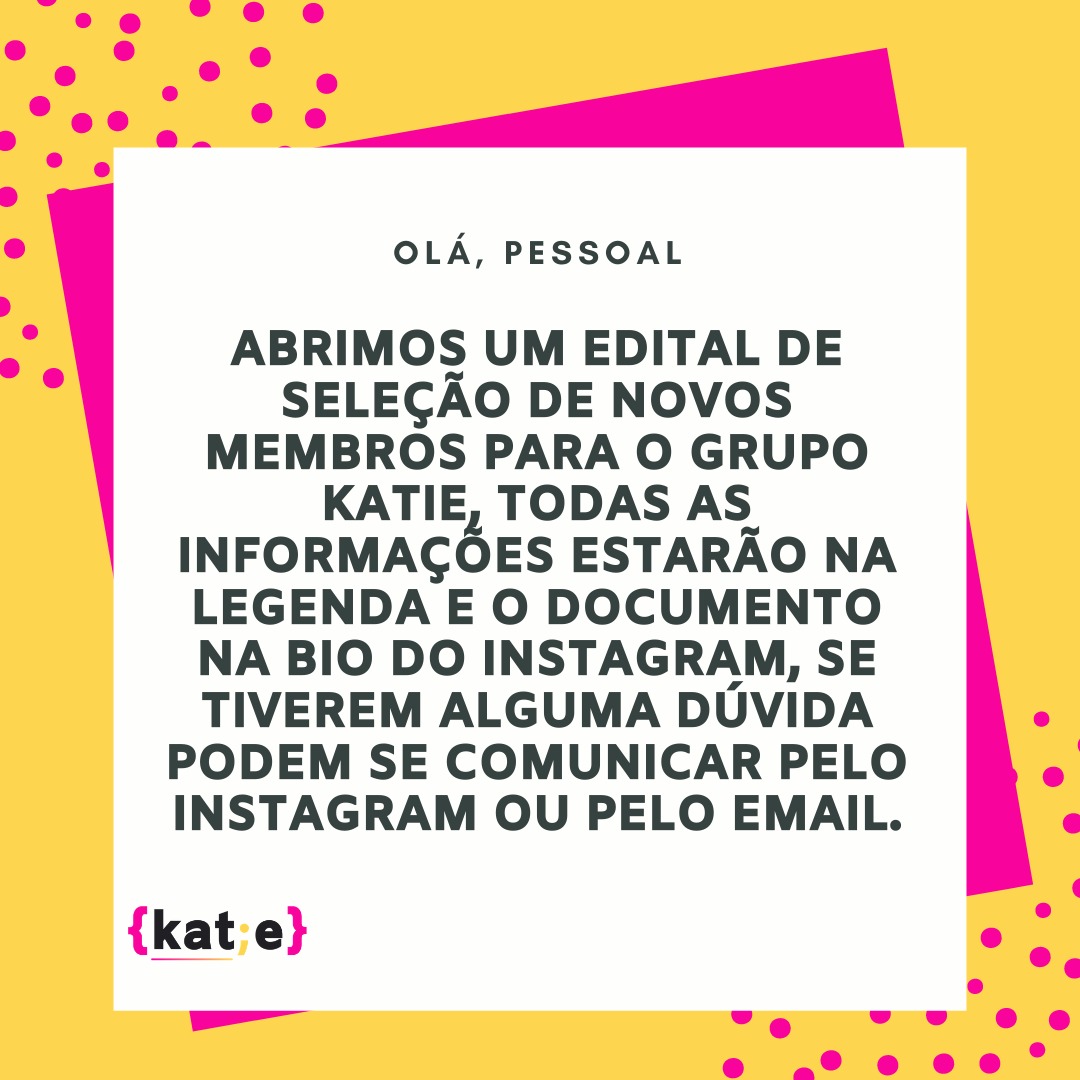 OLÁ, PESSOAL
ABRIMOS UM EDITAL DE
SELEÇÃO DE NOVOS
MEMBROS PARA O GRUPO
KATIE, TODAS AS
INFORMAÇÕES ESTARÃO NA
LEGENDA E O DOCUMENTO
NA BIO DO INSTAGRAM, SE
TIVEREM ALGUMA DÚVIDA
PODEM SE COMUNICAR PELO
INSTAGRAM OU PELO EMAIL.
{kat;e}